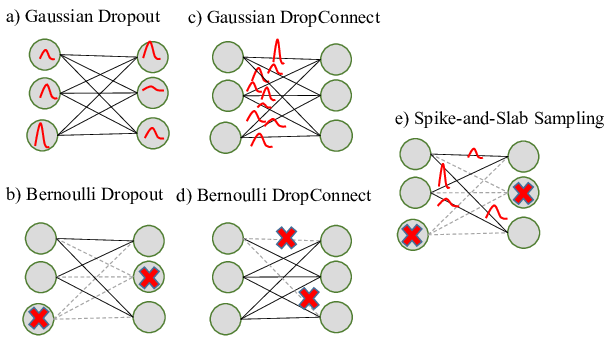 a) Gaussian Dropout
c) Gaussian DropConnect
e) Spike-and-Slab Sampling
b) Bernoulli Dropout
d) Bernoulli DropConnect